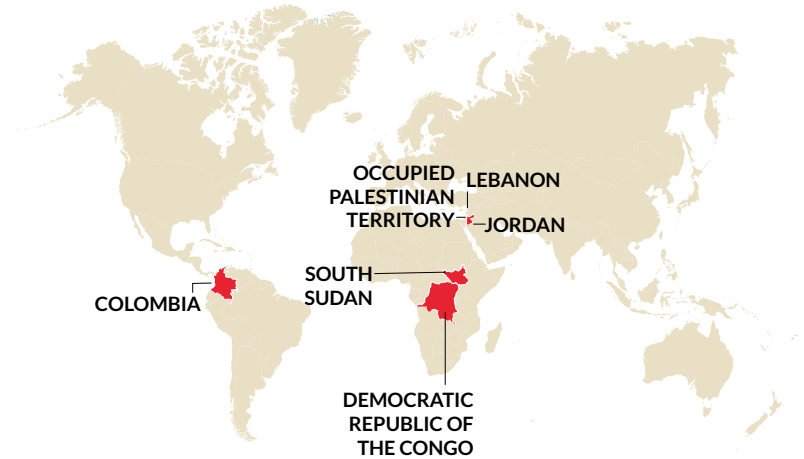 OCCUPIED
PALESTINIAN
TERRITORY
LEBANON
JORDAN
SOUTH
SUDAN
COLOMBIA
DEMOCRATIC
REPUBLIC OF
THE CONGO